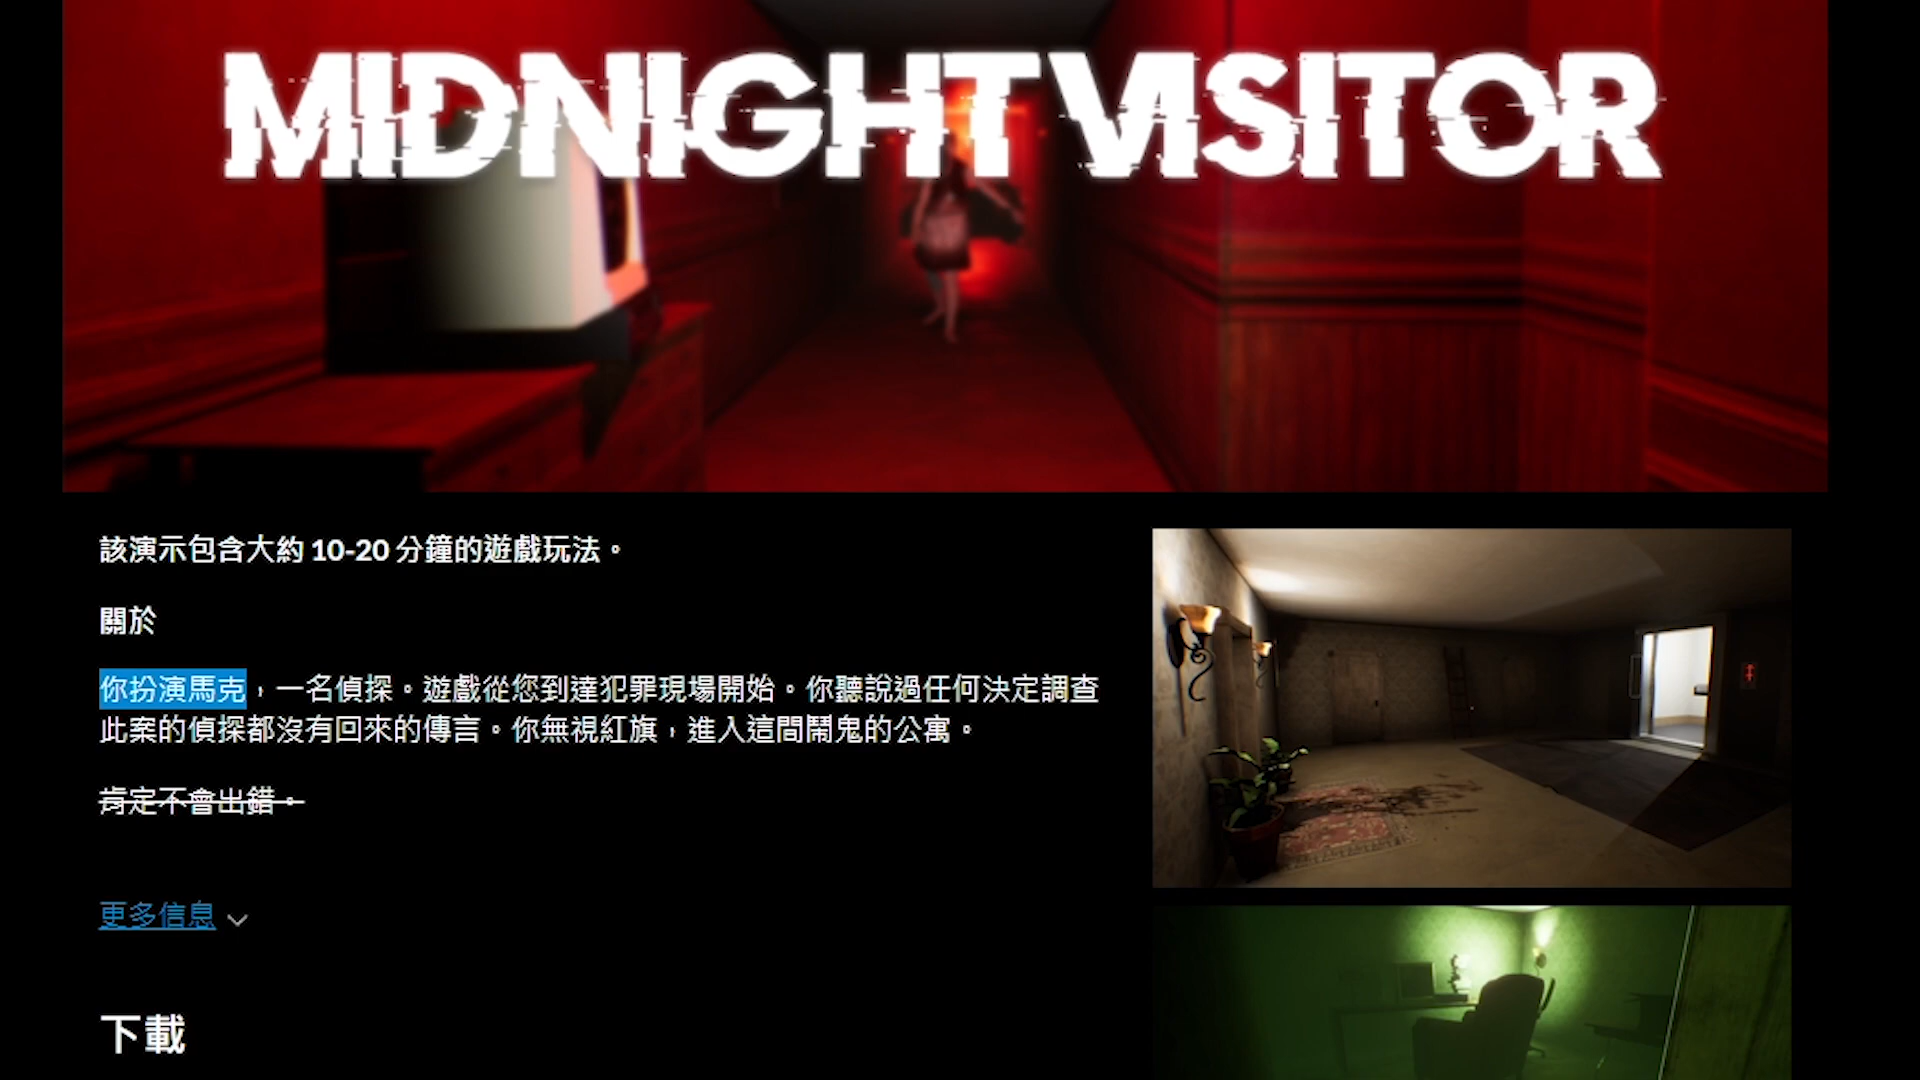 MIDNIGHT VISITOR
該演示包含大約 10-20 分鐘的遊戲玩法。
關於
你扮演馬克，一名偵探。遊戲從您到達犯罪現場開始。你聽說過任何決定調查
此案的偵探都沒有回來的傳言。你無視紅旗，進入這間鬧鬼的公寓。
肯定不會出錯。
更多信息
下載